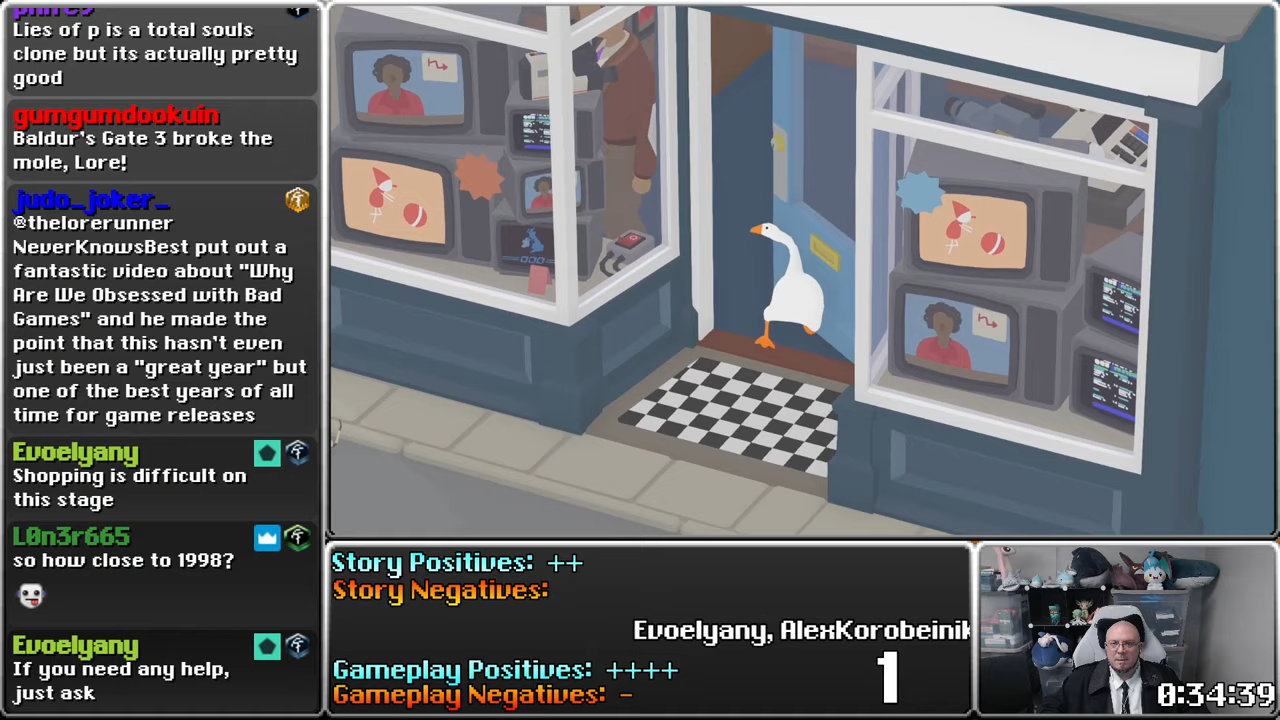 Lies of p is a total souls
clone but its actually pretty
good
gumgumdookuin
Baldur's Gate 3 broke the
mole, Lore!
judo_joker_
@thelorerunner
NeverKnowsBest put out a
fantastic video about "Why
Are We Obsessed with Bad
Games" and he made the
point that this hasn't even
just been a "great year" but
one of the best years of all
time for game releases
Evoelyany
Shopping is difficult on
this stage
L0n3r665
so how close to 1998?
Evoelyany
If you need any help,
just ask
Story Positives: ++
Story Negatives:
Evoelyany, AlexKorobeinik
Gameplay Positives: ++++
Gameplay Negatives: -
1
0:34:39